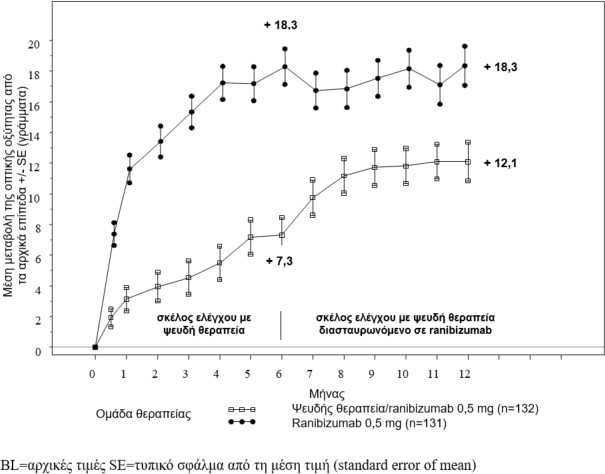 + 18,3
Μέση μεταβολή της οπτικής οξύτητας από
τα αρχικά επίπεδα +/- SE (γράμματα)
20
18
16
14
12
10
8
6
4
2
0
+ 18,3
+ 12,1
+ 7,3
σκέλος ελέγχου με
ψευδή θεραπεία
σκέλος ελέγχου με ψευδή θεραπεία
διασταυρωνόμενο σε ranibizumab
0 1 2 3 4 5 6 7 8 9 10 11 12
Μήνας
Ομάδα θεραπείας
Ψευδής θεραπεία/ranibizumab 0,5 mg (n=132)
Ranibizumab 0,5 mg (n=131)
BL=αρχικές τιμές SE=τυπικό σφάλμα από τη μέση τιμή (standard error of mean)